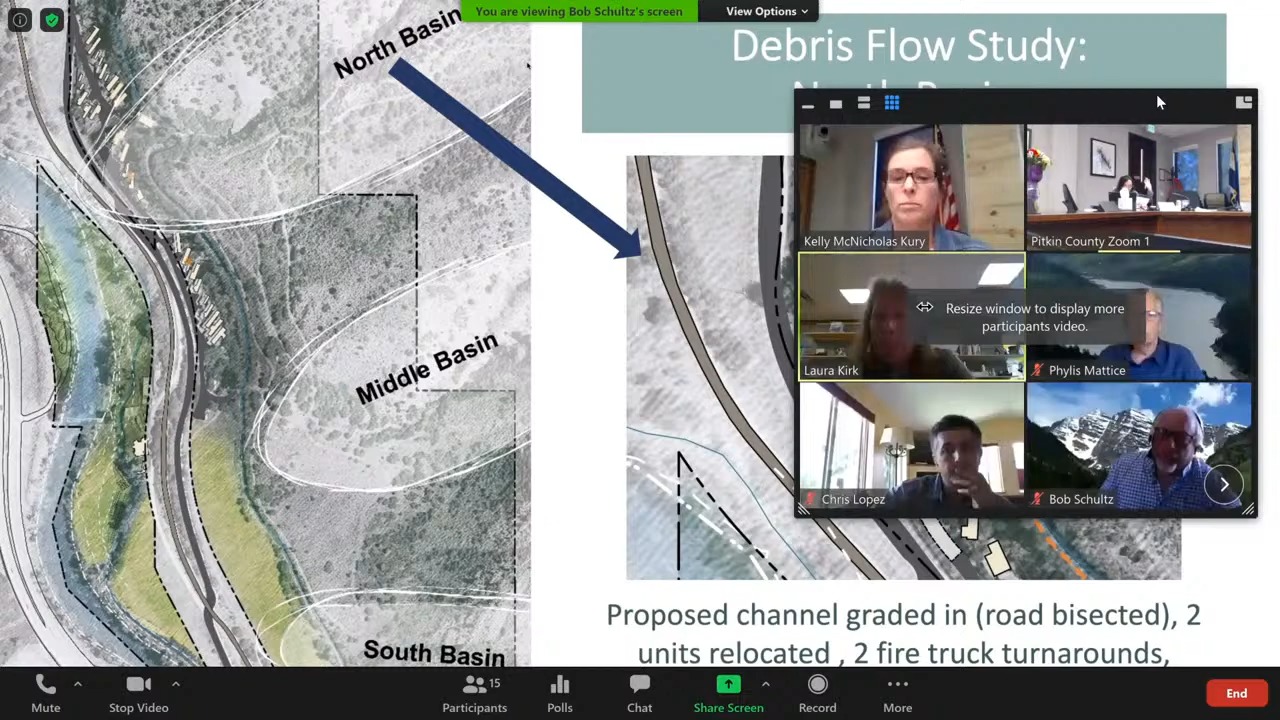 You are viewing Bob Schultz's screen
View Options
North Basin
Middle Basin
South Basin
Debris Flow Study:
Kelly McNicholas Kury
Pitkin County Zoom 1
Resize window to display more
participants video.
Laura Kirk
Phylis Mattice
Chris Lopez
Bob Schultz
Proposed channel graded in (road bisected), 2
units relocated , 2 fire truck turnarounds,
Mute
Stop Video
Participants
15
Polls
Chat
Share Screen
Record
More
End